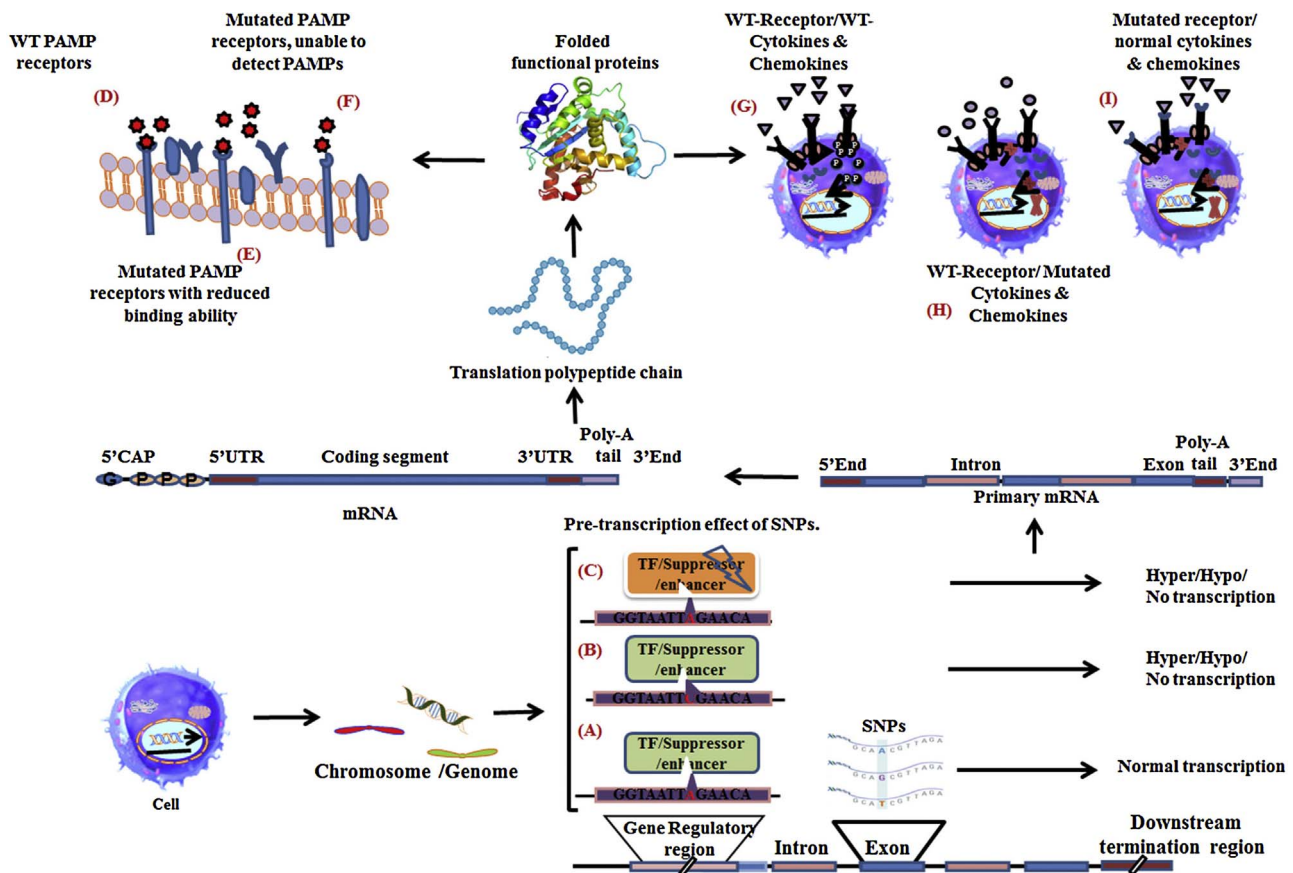 WT PAMP
receptors
Mutated PAMP
receptors, unable to
detect PAMPs
Folded
functional proteins
WT-Receptor/WT-
Cytokines &
Chemokines
Mutated receptor/
normal cytokines
& chemokines
(D)
(F)
(G)
(I)
P
P
P
P
P
P P
(E)
Mutated PAMP
receptors with reduced
binding ability
WT-Receptor/ Mutated
Cytokines &
Chemokines
(H)
Translation polypeptide chain
5'CAP
5'UTR
Coding segment
3'UTR
Poly-A
tail
3'End
G P P P
mRNA
5'End
Intron
Exon
Poly-A
tail
3'End
Primary mRNA
Pre-transcription effect of SNPs.
(C)
TF/Suppressor
/enhancer
GGTAATT GAACA
Hyper/Hypo/
No transcription
(B)
TF/Suppressor
/enhancer
GGTAATT GAACA
Hyper/Hypo/
No transcription
(A)
TF/Suppressor
/enhancer
GGTAATT GAACA
SNPs
GCAACGTTAGA
GCAGCGTTAGA
GCATCGTTAGA
Normal transcription
Cell
Chromosome /Genome
Gene Regulatory
region
Intron
Exon
Downstream
termination region